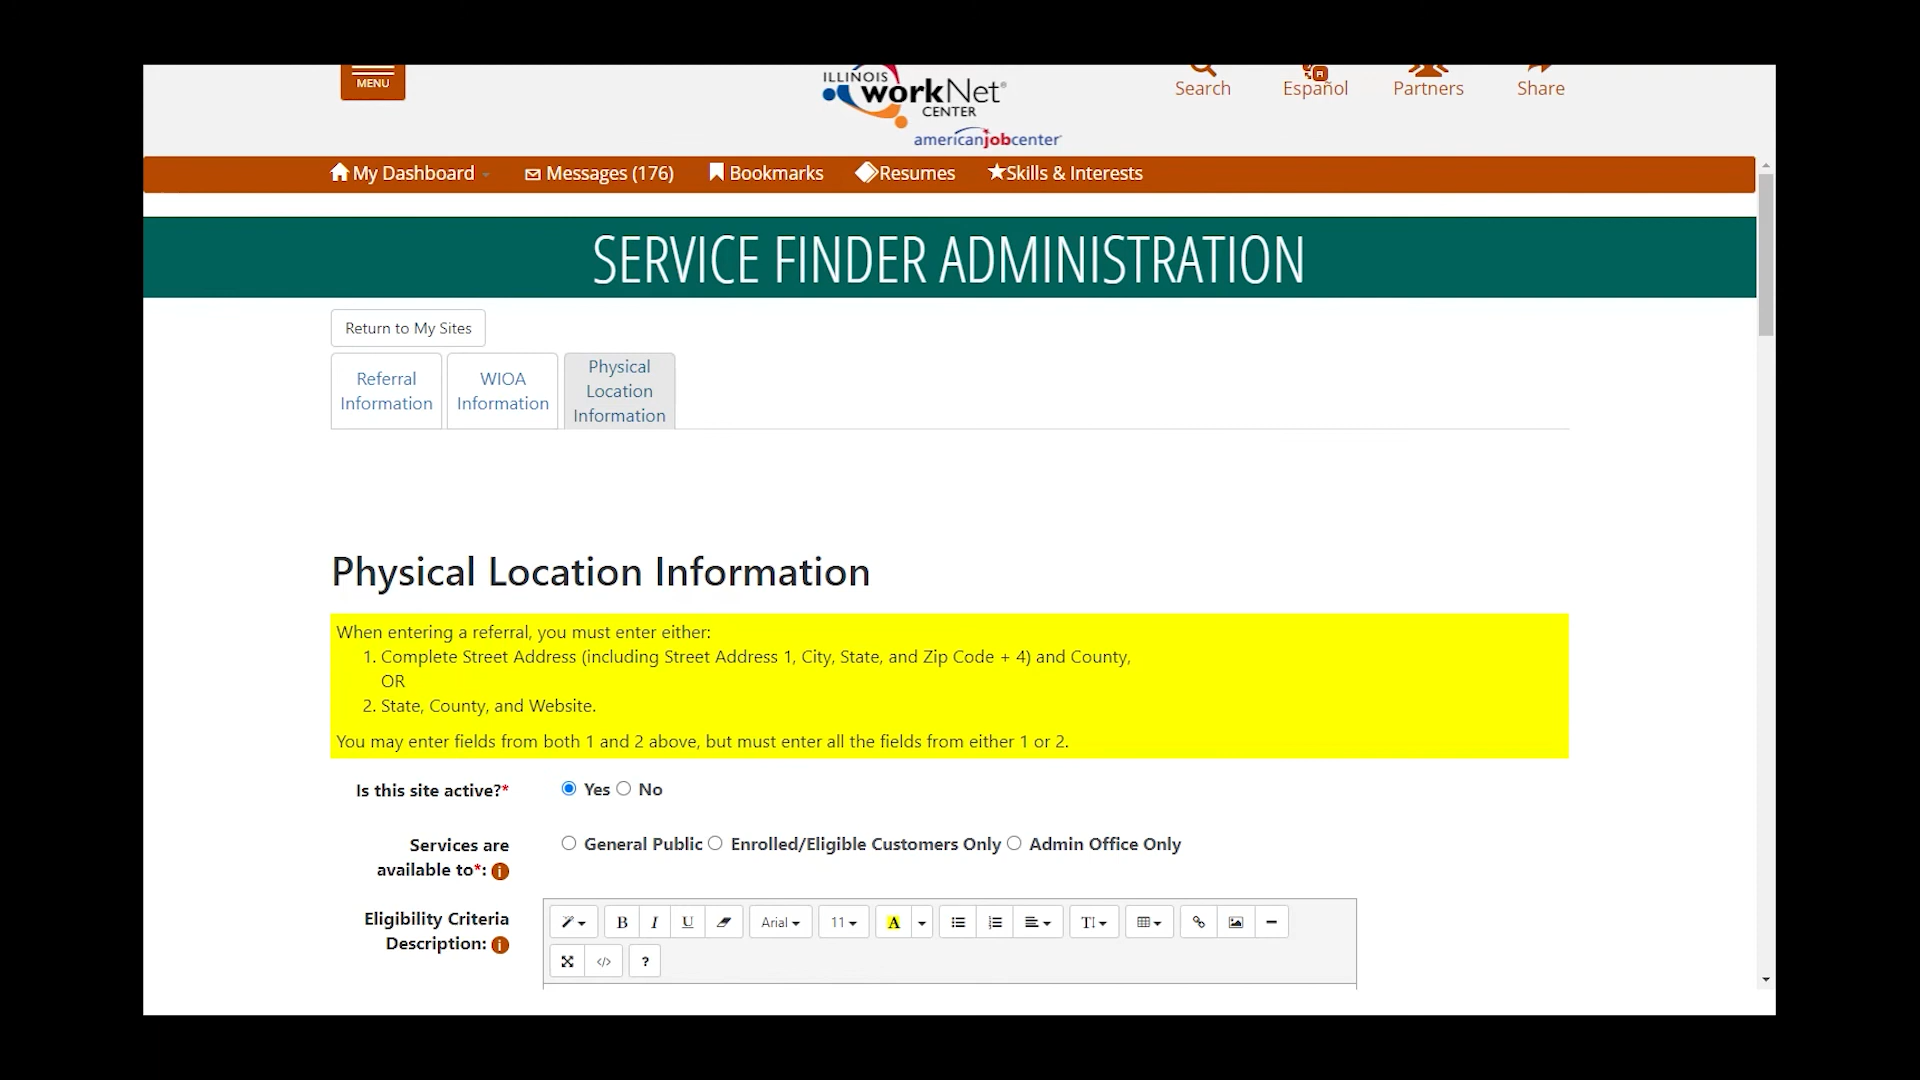 MENU
ILLINOIS
workNet®
CENTER
americanjobcenter
Search
Español
Partners
Share
My Dashboard
Messages (176)
Bookmarks
Resumes
Skills & Interests
SERVICE FINDER ADMINISTRATION
Return to My Sites
Referral
Information
WIOA
Information
Physical
Location
Information
Physical Location Information
When entering a referral, you must enter either:
1. Complete Street Address (including Street Address 1, City, State, and Zip Code + 4) and County,
OR
2. State, County, and Website.
You may enter fields from both 1 and 2 above, but must enter all the fields from either 1 or 2.
Is this site active?* Yes No
Services are
available to*: General Public Enrolled/Eligible Customers Only Admin Office Only
Eligibility Criteria
Description:
B I U Arial 11 A TI
</> ?